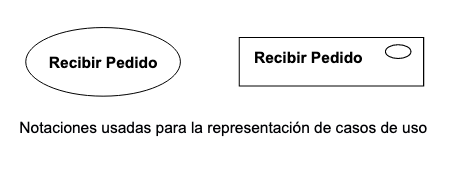 Recibir Pedido
Recibir Pedido
Notaciones usadas para la representación de casos de uso